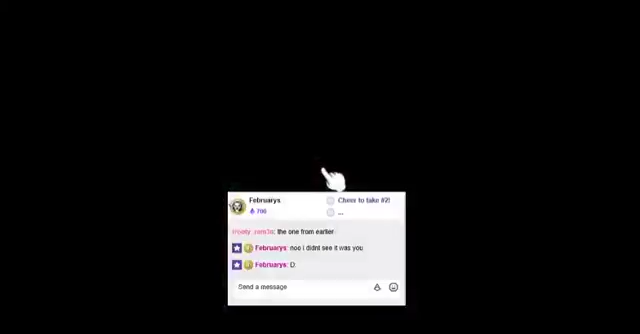 Februarys
700
Cheer to take #2!
...
the one from earlier
Februarys: noo i didnt see it was you
Februarys: D:
Send a message